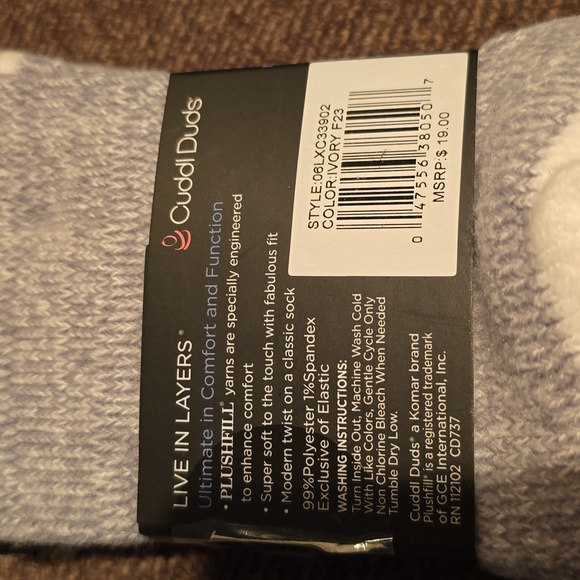 Cuddl Duds®
LIVE IN LAYERS®
Ultimate in Comfort and Function
• PLUSHFILL® yarns are specially engineered
to enhance comfort
• Super soft to the touch with fabulous fit
• Modern twist on a classic sock
99%Polyester 1%Spandex
Exclusive of Elastic
WASHING INSTRUCTIONS:
Turn Inside Out, Machine Wash Cold
With Like Colors, Gentle Cycle Only
Non Chlorine Bleach When Needed
Tumble Dry Low.
Cuddl Duds® a Komar brand
Plushfill® is a registered trademark
of GCE International, Inc.
RN 112102 CD737
STYLE:06LXC33902
COLOR:IVORY F23
0 47556 38050 7
MSRP:$ 19.00